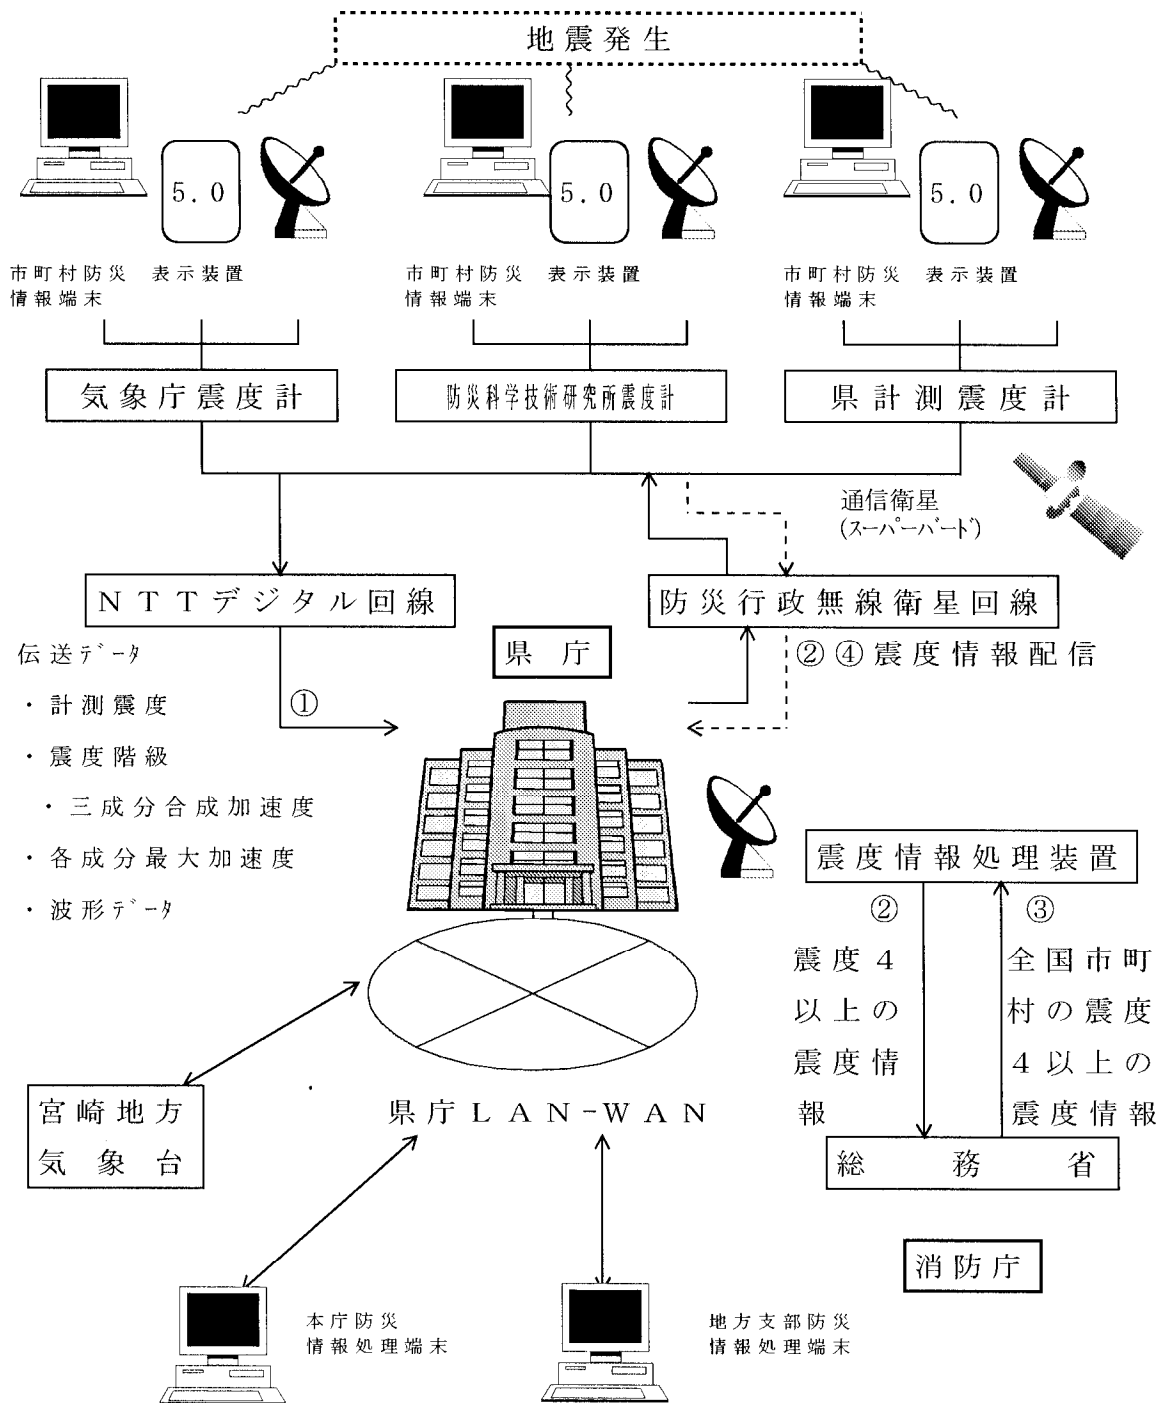 地震発生
5.0
5.0
5.0
市町村防災
情報端末
表示装置
市町村防災
情報端末
表示装置
市町村防災
情報端末
表示装置
気象庁震度計
防災科学技術研究所震度計
県計測震度計
通信衛星
(スーパーバード)
NTTデジタル回線
防災行政無線衛星回線
伝送データ
・計測震度
・震度階級
・三成分合成加速度
・各成分最大加速度
・波形データ
①
県庁
②④震度情報配信
震度情報処理装置
②
震度4
以上の
震度情
報
③
全国市町
村の震度
4以上の
震度情報
宮崎地方
気象台
県庁LAN-WAN
総務省
消防庁
本庁防災
情報処理端末
地方支部防災
情報処理端末